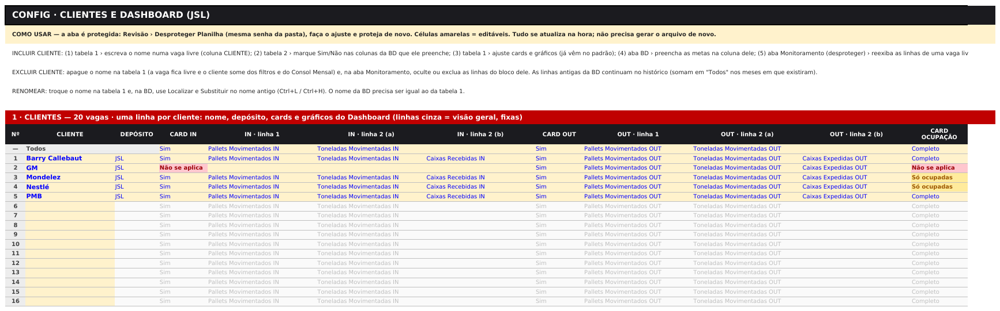 CONFIG · CLIENTES E DASHBOARD (JSL)
COMO USAR — a aba é protegida: Revisão › Desproteger Planilha (mesma senha da pasta), faça o ajuste e proteja de novo. Células amarelas = editáveis. Tudo se atualiza na hora; não precisa gerar o arquivo de novo.
INCLUIR CLIENTE: (1) tabela 1 › escreva o nome numa vaga livre (coluna CLIENTE); (2) tabela 2 › marque Sim/Não nas colunas da BD que ele preenche; (3) tabela 1 › ajuste cards e gráficos (já vêm no padrão); (4) aba BD › preencha as metas na coluna dele; (5) aba Monitoramento (desproteger) › reexiba as linhas de uma vaga liv
EXCLUIR CLIENTE: apague o nome na tabela 1 (a vaga fica livre e o cliente some dos filtros e do Consol Mensal) e, na aba Monitoramento, oculte ou exclua as linhas do bloco dele. As linhas antigas da BD continuam no histórico (somam em "Todos" nos meses em que existiram).
RENOMEAR: troque o nome na tabela 1 e, na BD, use Localizar e Substituir no nome antigo (Ctrl+L / Ctrl+H). O nome da BD precisa ser igual ao da tabela 1.
1 · CLIENTES — 20 vagas · uma linha por cliente: nome, depósito, cards e gráficos do Dashboard (linhas cinza = visão geral, fixas)
Nº CLIENTE DEPÓSITO CARD IN IN · linha 1 IN · linha 2 (a) IN · linha 2 (b) CARD OUT OUT · linha 1 OUT · linha 2 (a) OUT · linha 2 (b) CARD OCUPAÇÃO
— Todos Sim Pallets Movimentados IN Toneladas Movimentadas IN Sim Pallets Movimentados OUT Toneladas Movimentadas OUT Completo
1 Barry Callebaut JSL Sim Pallets Movimentados IN Toneladas Movimentadas IN Caixas Recebidas IN Sim Pallets Movimentados OUT Toneladas Movimentadas OUT Caixas Expedidas OUT Completo
2 GM JSL Não se aplica Sim Pallets Movimentados OUT Toneladas Movimentadas OUT Caixas Expedidas OUT Não se aplica
3 Mondelez JSL Sim Pallets Movimentados IN Toneladas Movimentadas IN Caixas Recebidas IN Sim Pallets Movimentados OUT Toneladas Movimentadas OUT Caixas Expedidas OUT Só ocupadas
4 Nestlé JSL Sim Pallets Movimentados IN Toneladas Movimentadas IN Caixas Recebidas IN Sim Pallets Movimentados OUT Toneladas Movimentadas OUT Caixas Expedidas OUT Só ocupadas
5 PMB JSL Sim Pallets Movimentados IN Toneladas Movimentadas IN Caixas Recebidas IN Sim Pallets Movimentados OUT Toneladas Movimentadas OUT Caixas Expedidas OUT Completo
6 Sim Pallets Movimentados IN Toneladas Movimentadas IN Sim Pallets Movimentados OUT Toneladas Movimentadas OUT Completo
7 Sim Pallets Movimentados IN Toneladas Movimentadas IN Sim Pallets Movimentados OUT Toneladas Movimentadas OUT Completo
8 Sim Pallets Movimentados IN Toneladas Movimentadas IN Sim Pallets Movimentados OUT Toneladas Movimentadas OUT Completo
9 Sim Pallets Movimentados IN Toneladas Movimentadas IN Sim Pallets Movimentados OUT Toneladas Movimentadas OUT Completo
10 Sim Pallets Movimentados IN Toneladas Movimentadas IN Sim Pallets Movimentados OUT Toneladas Movimentadas OUT Completo
11 Sim Pallets Movimentados IN Toneladas Movimentadas IN Sim Pallets Movimentados OUT Toneladas Movimentadas OUT Completo
12 Sim Pallets Movimentados IN Toneladas Movimentadas IN Sim Pallets Movimentados OUT Toneladas Movimentadas OUT Completo
13 Sim Pallets Movimentados IN Toneladas Movimentadas IN Sim Pallets Movimentados OUT Toneladas Movimentadas OUT Completo
14 Sim Pallets Movimentados IN Toneladas Movimentadas IN Sim Pallets Movimentados OUT Toneladas Movimentadas OUT Completo
15 Sim Pallets Movimentados IN Toneladas Movimentadas IN Sim Pallets Movimentados OUT Toneladas Movimentadas OUT Completo
16 Sim Pallets Movimentados IN Toneladas Movimentadas IN Sim Pallets Movimentados OUT Toneladas Movimentadas OUT Completo